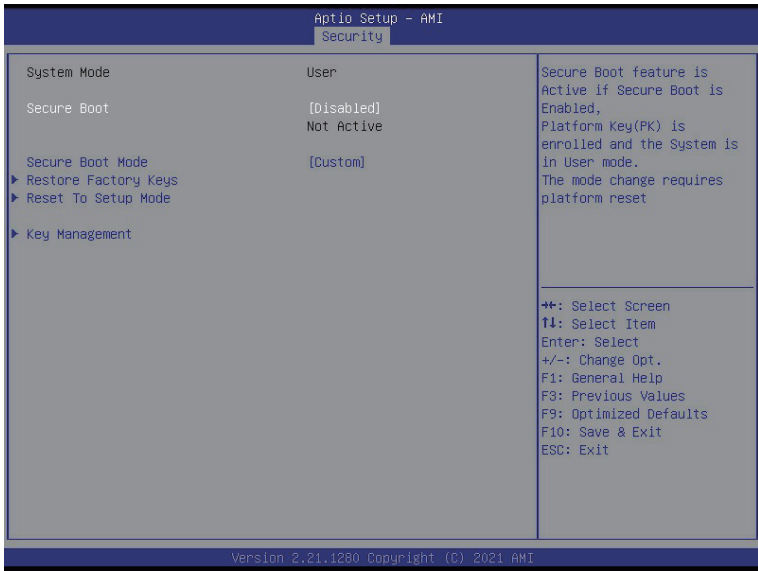 Aptio Setup – AMI
Security
System Mode User
Secure Boot [Disabled]
Not Active
Secure Boot Mode [Custom]
Restore Factory Keys
Reset To Setup Mode
Key Management
Secure Boot feature is
Active if Secure Boot is
Enabled,
Platform Key(PK) is
enrolled and the System is
in User mode.
The mode change requires
platform reset
→←: Select Screen
↑↓: Select Item
Enter: Select
+/-: Change Opt.
F1: General Help
F3: Previous Values
F9: Optimized Defaults
F10: Save & Exit
ESC: Exit
Version 2.21.1280 Copyright (C) 2021 AMI